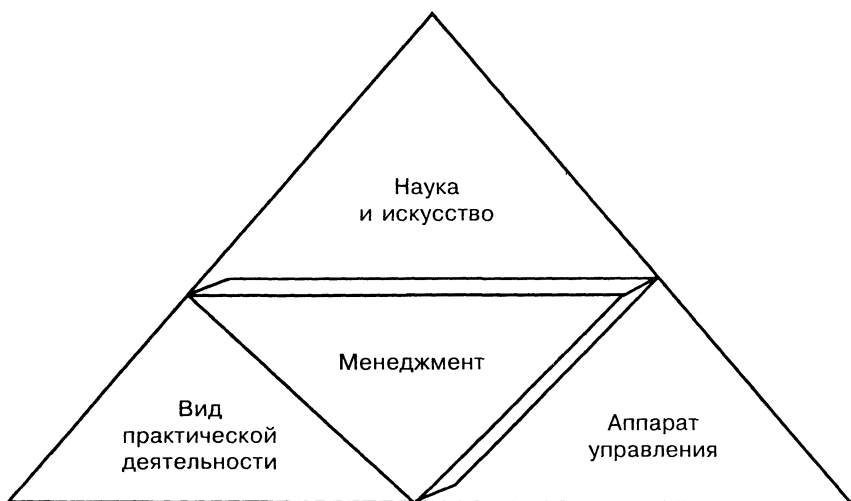 Наука
и искусство
Менеджмент
Вид
практической
деятельности
Аппарат
управления